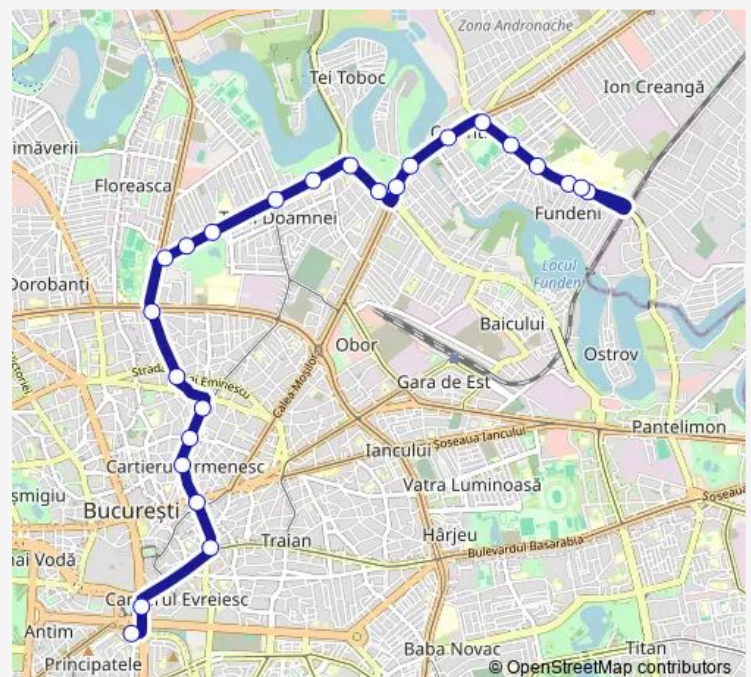 Zona Andronache
Tei Toboc
Ion Creangă
imăverii
Floreasca
Doamnei
Fundeni
Lacul
Fundeni
Dorobanți
Baicului
Obor
Ostrov
Strada
ai Eminescu
Calea Moșilor
Gara de Est
Pantelimon
Iancului
Șoseaua Iancului
Cartierul Armenesc
Vatra Luminoasă
Șoseaua
șmigiu
București
Traian
Hârjeu
Bulevardul Basarabia
ai Vodă
Evreiesc
Antim
Baba Novac
Titan
Principatele
© OpenStreetMap contributors